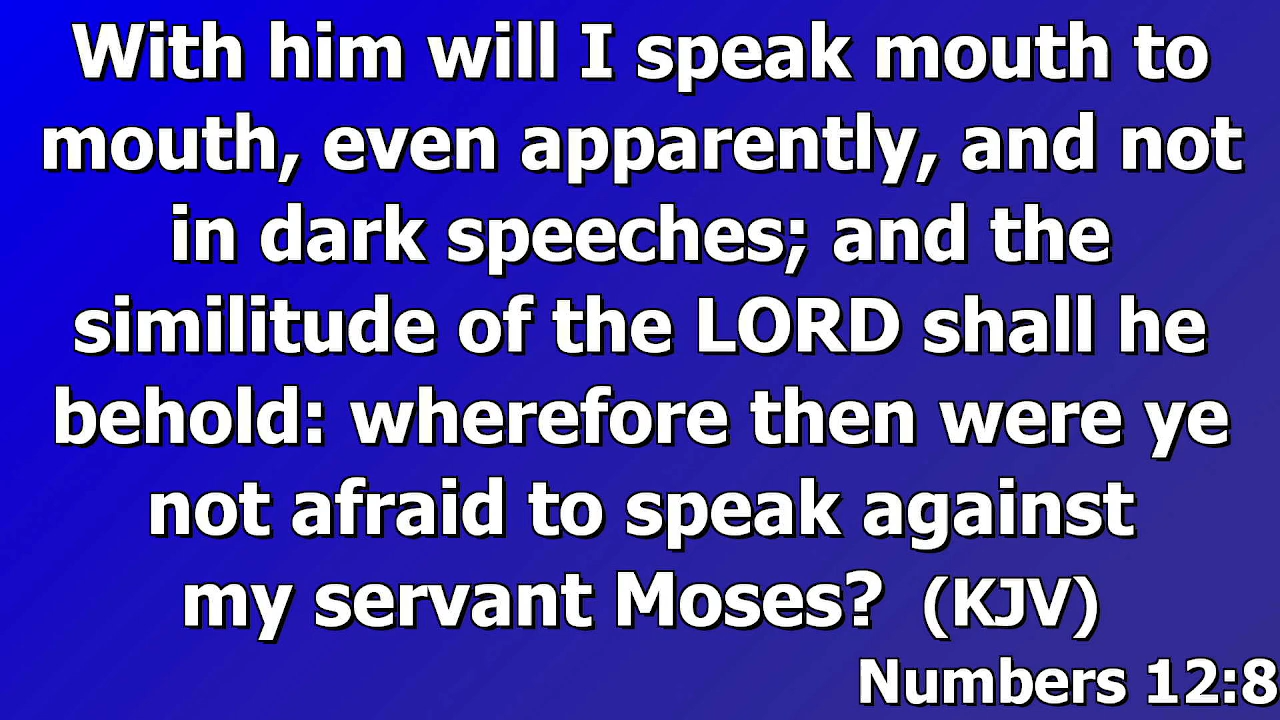 With him will I speak mouth to
mouth, even apparently, and not
in dark speeches; and the
similitude of the LORD shall he
behold: wherefore then were ye
not afraid to speak against
my servant Moses? (KJV)
Numbers 12:8